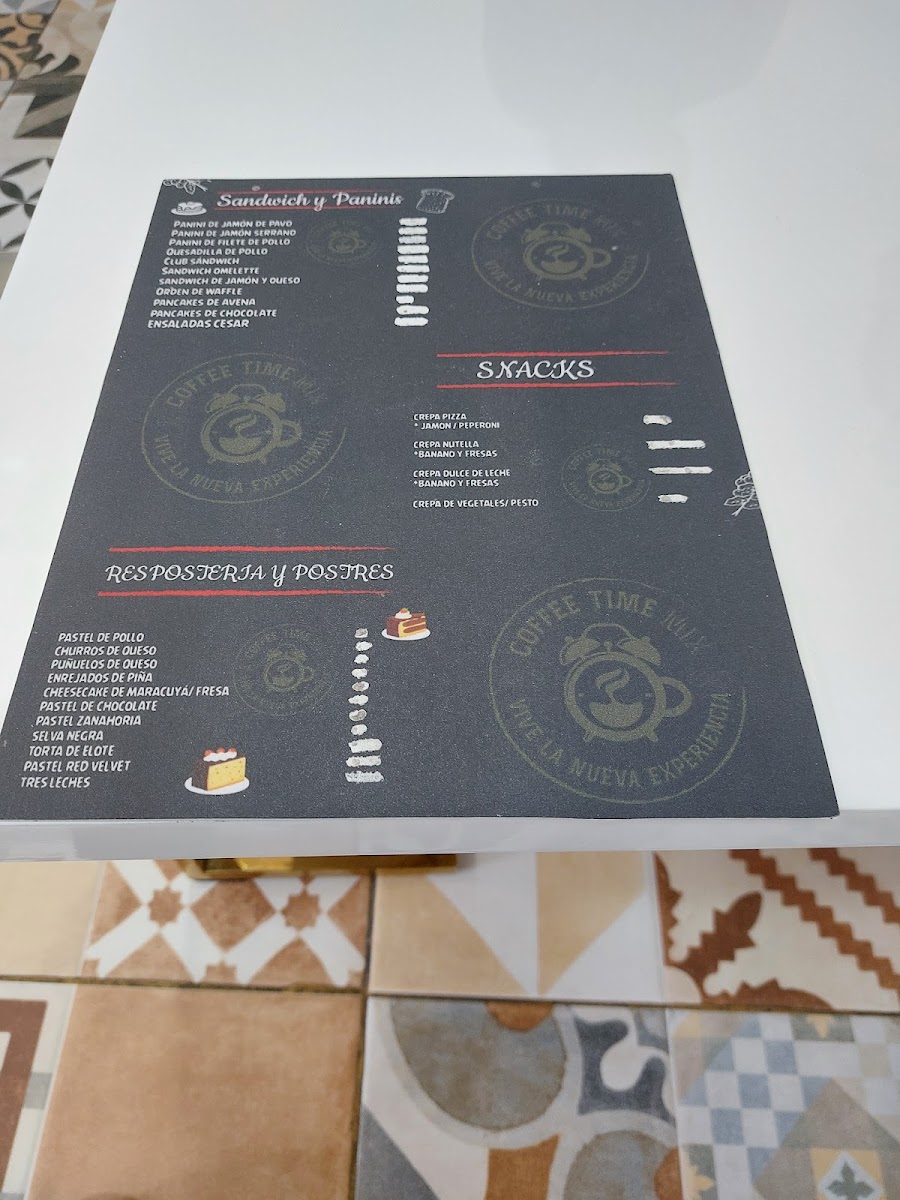 Sandwich y Paninis
PANINI DE JAMÓN DE PAVO
PANINI DE JAMÓN SERRANO
PANINI DE FILETE DE POLLO
QUESADILLA DE POLLO
CLUB SÁNDWICH
SANDWICH OMELETTE
SANDWICH DE JAMÓN Y QUESO
ORDEN DE WAFFLE
PANCAKES DE AVENA
PANCAKES DE CHOCOLATE
ENSALADAS CESAR
COFFEE TIME MIX
VIVE LA NUEVA EXPERIENCIA
SNACKS
CREPA PIZZA
* JAMON / PEPERONI
CREPA NUTELLA
*BANANO Y FRESAS
CREPA DULCE DE LECHE
*BANANO Y FRESAS
CREPA DE VEGETALES/ PESTO
COFFEE TIME MIX
VIVE LA NUEVA EXPERIENCIA
RESPOSTERIA Y POSTRES
PASTEL DE POLLO
CHURROS DE QUESO
PUÑUELOS DE QUESO
ENREJADOS DE PIÑA
CHEESECAKE DE MARACUYÁ/ FRESA
PASTEL DE CHOCOLATE
PASTEL ZANAHORIA
SELVA NEGRA
TORTA DE ELOTE
PASTEL RED VELVET
TRES LECHES
COFFEE TIME MIX
VIVE LA NUEVA EXPERIENCIA